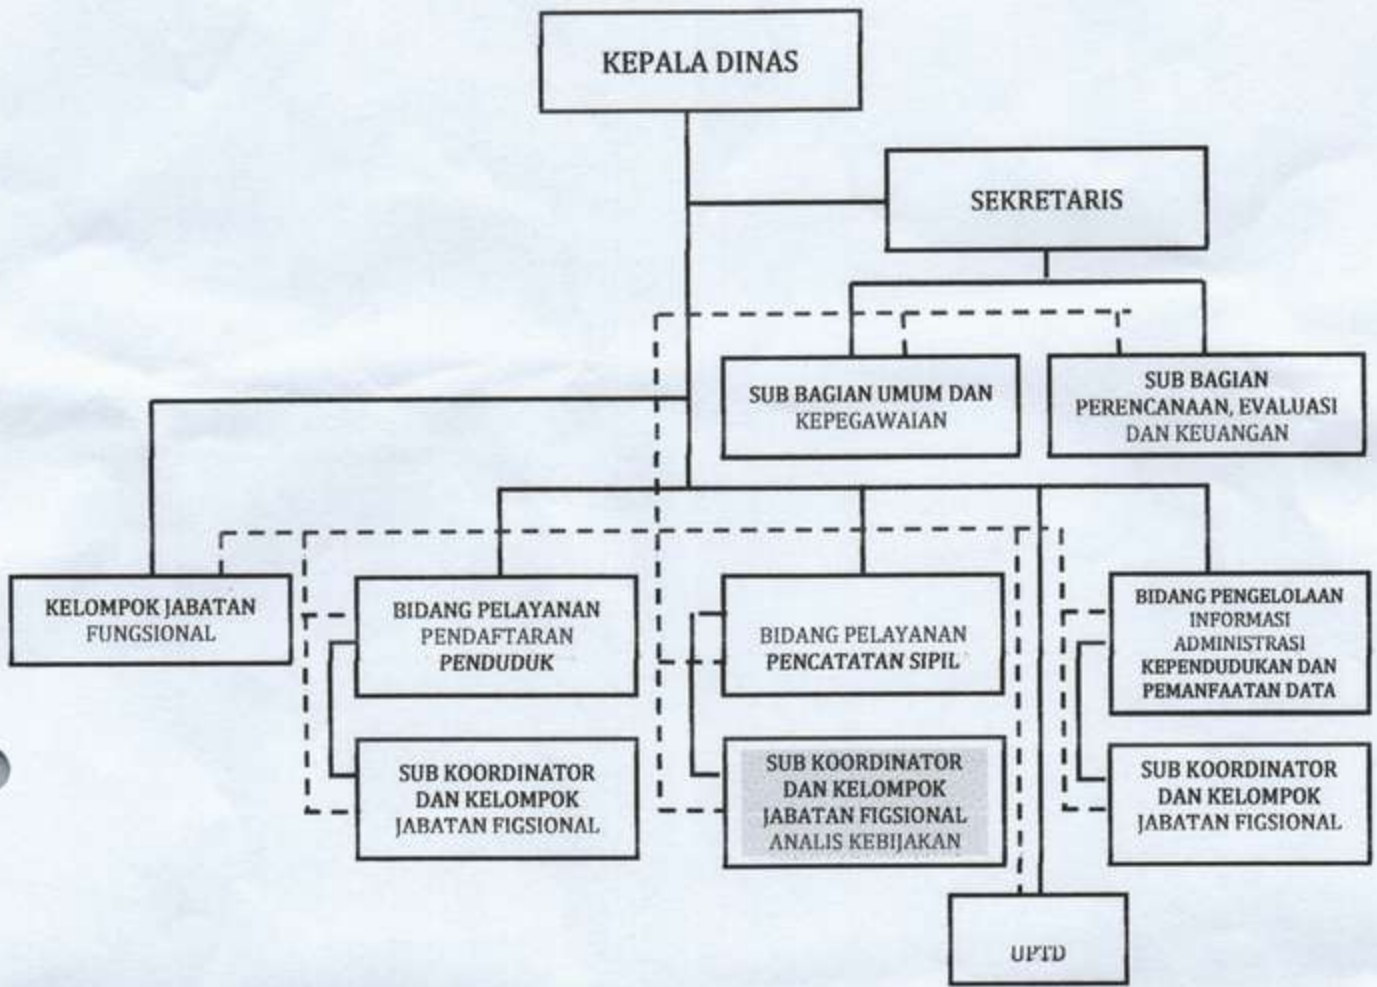 KEPALA DINAS
SEKRETARIS
SUB BAGIAN UMUM DAN
KEPEGAWAIAN
SUB BAGIAN
PERENCANAAN, EVALUASI
DAN KEUANGAN
KELOMPOK JABATAN
FUNGSIONAL
BIDANG PELAYANAN
PENDAFTARAN
PENDUDUK
BIDANG PELAYANAN
PENCATATAN SIPIL
BIDANG PENGELOLAAN
INFORMASI
ADMINISTRASI
KEPENDUDUKAN DAN
PEMANFAATAN DATA
SUB KOORDINATOR
DAN KELOMPOK
JABATAN FIGSIONAL
SUB KOORDINATOR
DAN KELOMPOK
JABATAN FIGSIONAL
ANALIS KEBIJAKAN
SUB KOORDINATOR
DAN KELOMPOK
JABATAN FIGSIONAL
UPTD